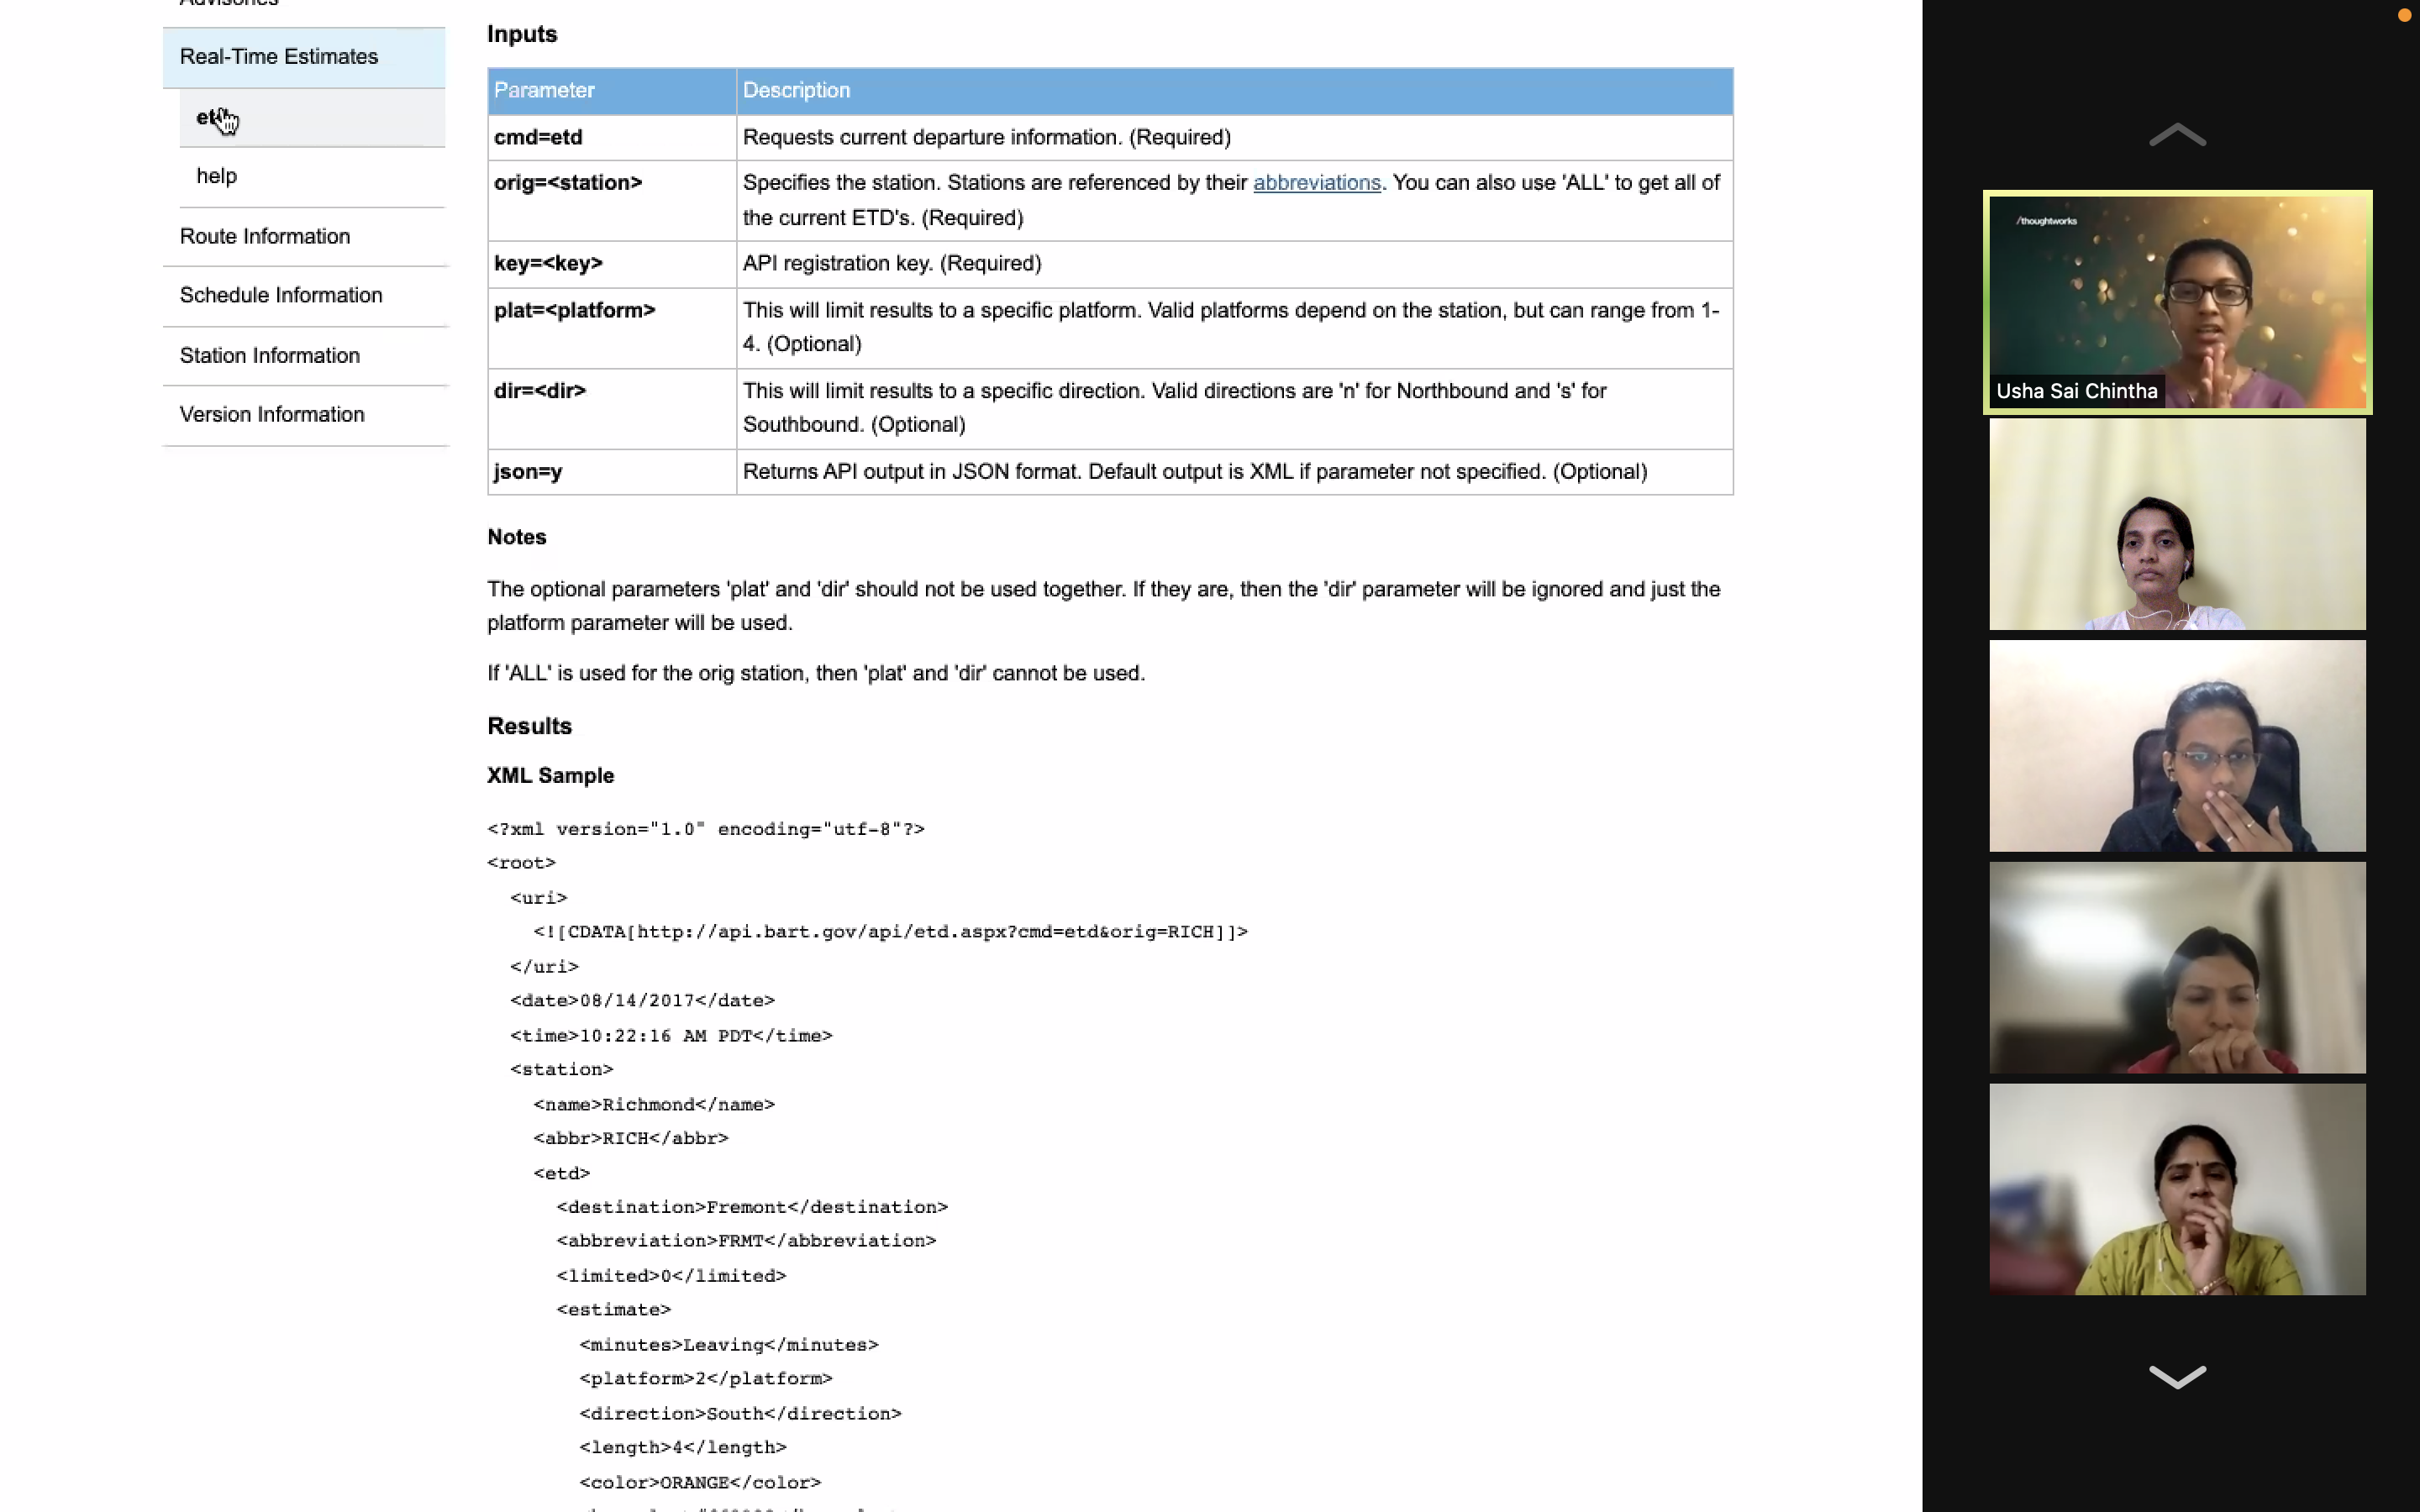 Advisories
Real-Time Estimates
help
Route Information
Schedule Information
Station Information
Version Information
Inputs
Parameter Description
cmd=etd Requests current departure information. (Required)
orig=<station> Specifies the station. Stations are referenced by their abbreviations. You can also use 'ALL' to get all of
the current ETD's. (Required)
key=<key> API registration key. (Required)
plat=<platform> This will limit results to a specific platform. Valid platforms depend on the station, but can range from 1-
4. (Optional)
dir=<dir> This will limit results to a specific direction. Valid directions are 'n' for Northbound and 's' for
Southbound. (Optional)
json=y Returns API output in JSON format. Default output is XML if parameter not specified. (Optional)
Notes
The optional parameters 'plat' and 'dir' should not be used together. If they are, then the 'dir' parameter will be ignored and just the
platform parameter will be used.
If 'ALL' is used for the orig station, then 'plat' and 'dir' cannot be used.
Results
XML Sample
<?xml version="1.0" encoding="utf-8"?>
<root>
<uri>
<![CDATA[http://api.bart.gov/api/etd.aspx?cmd=etd&orig=RICH]]>
</uri>
<date>08/14/2017</date>
<time>10:22:16 AM PDT</time>
<station>
<name>Richmond</name>
<abbr>RICH</abbr>
<etd>
<destination>Fremont</destination>
<abbreviation>FRMT</abbreviation>
<limited>0</limited>
<estimate>
<minutes>Leaving</minutes>
<platform>2</platform>
<direction>South</direction>
<length>4</length>
<color>ORANGE</color>
/thoughtworks
Usha Sai Chintha